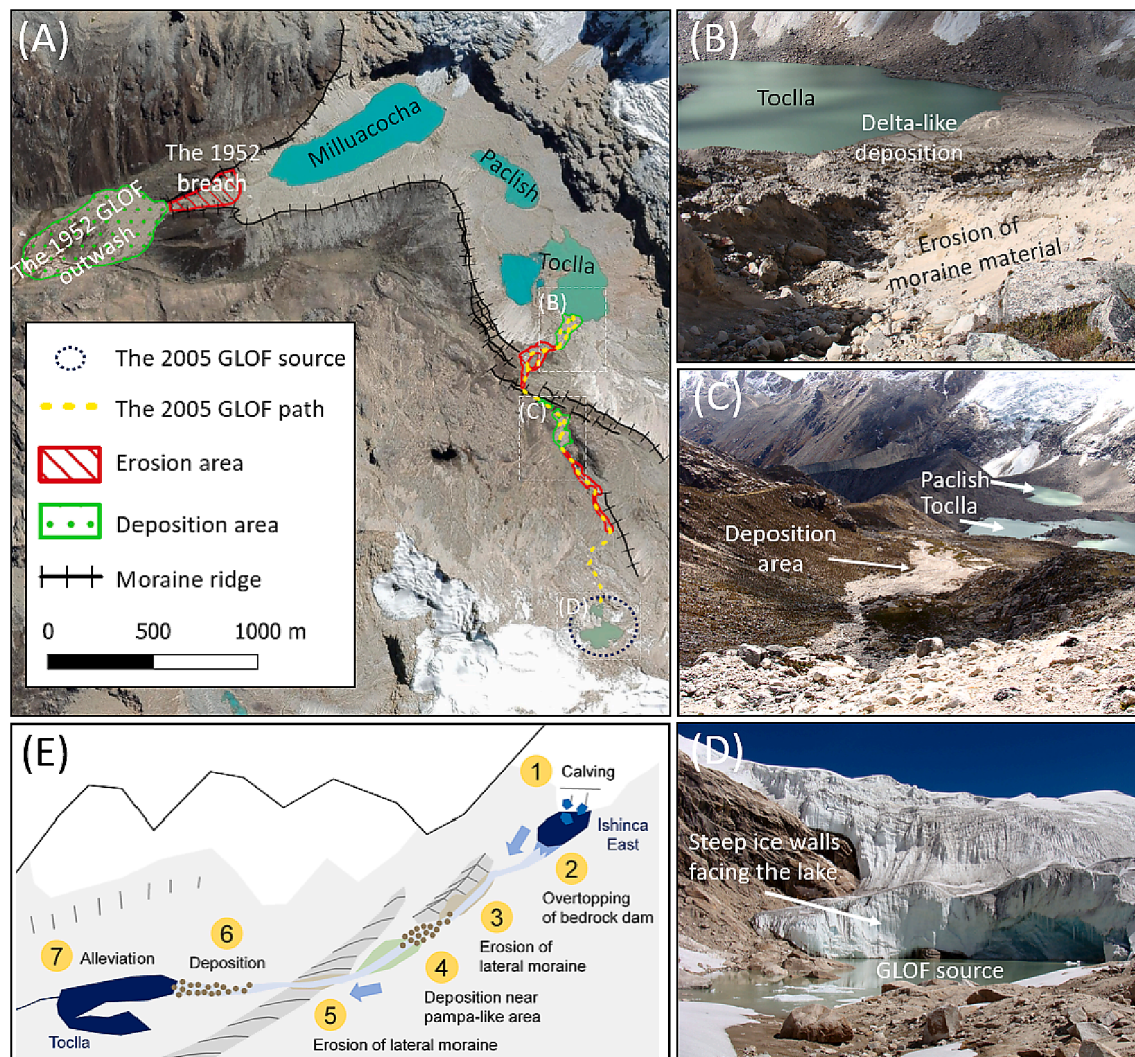 (A)
Milluacocha
The 1952
breach
Paclish
The 1952 GLOF
outwash
Toclla
(B)
(C)
(D)
The 2005 GLOF source
The 2005 GLOF path
Erosion area
Deposition area
Moraine ridge
0 500 1000 m
(B)
Toclla
Delta-like
deposition
Erosion of
moraine material
(C)
Paclish
Toclla
Deposition
area
(D)
Steep ice walls
facing the lake
GLOF source
(E)
1 Calving
Ishinca
East
2
Overtopping
of bedrock dam
3
Erosion of
lateral moraine
4
Deposition near
pampa-like area
5
Erosion of lateral moraine
6
Deposition
7
Alleviation
Toclla